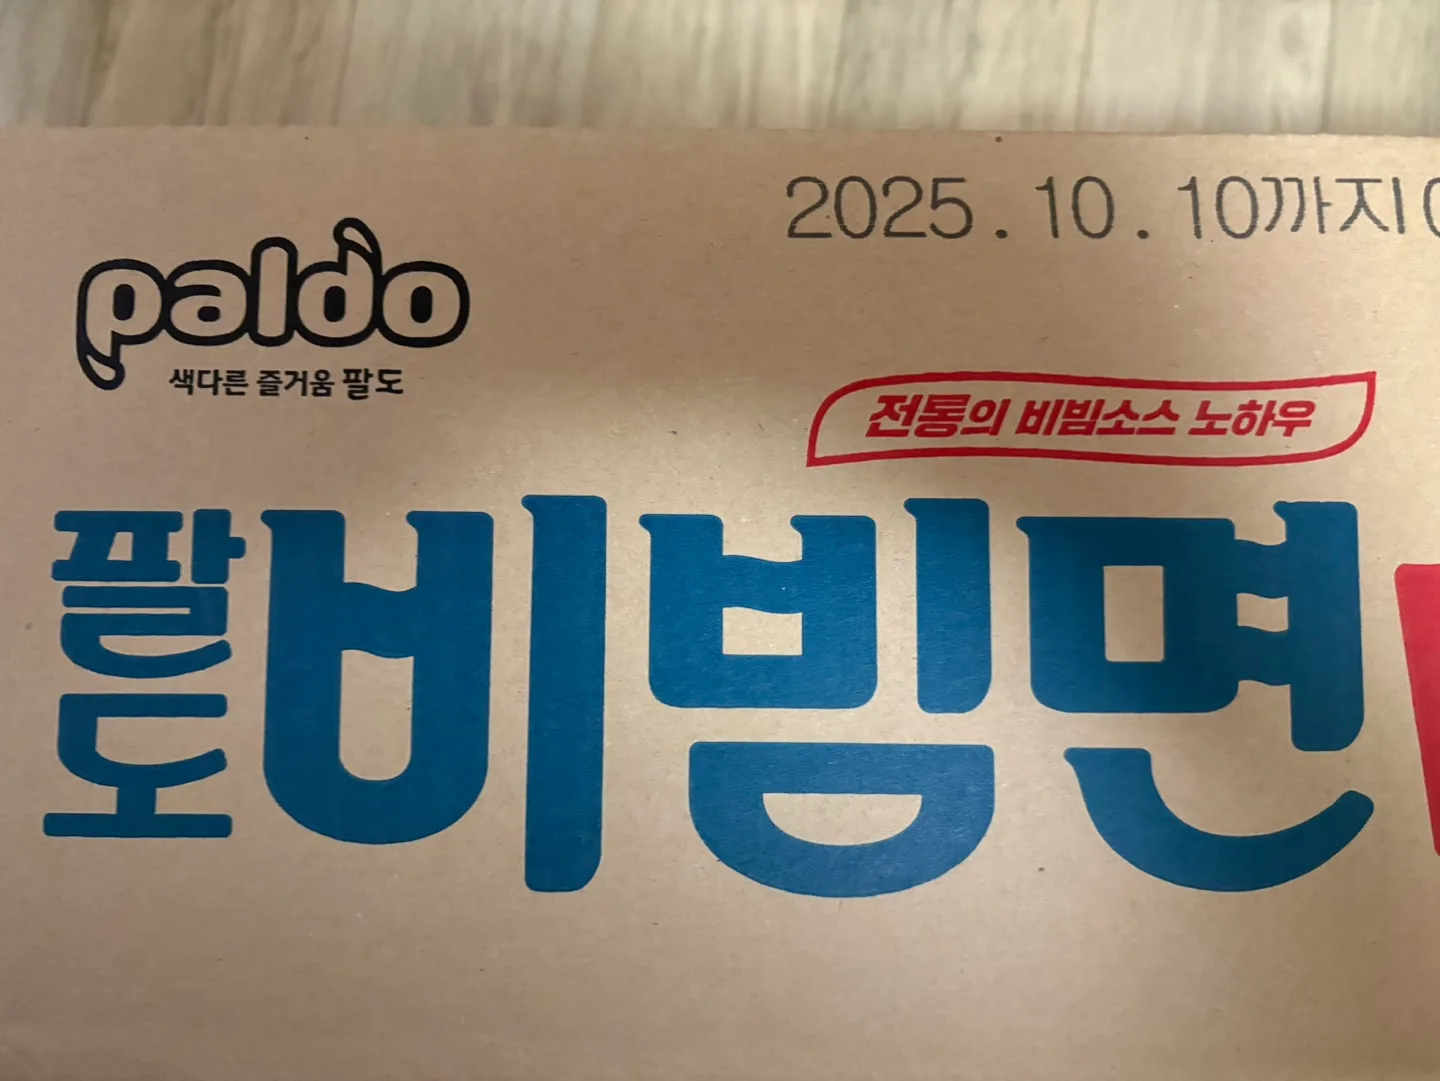 2025.10.10까지
paldo
색다른 즐거움 팔도
전통의 비빔소스 노하우
팔도 비빔면